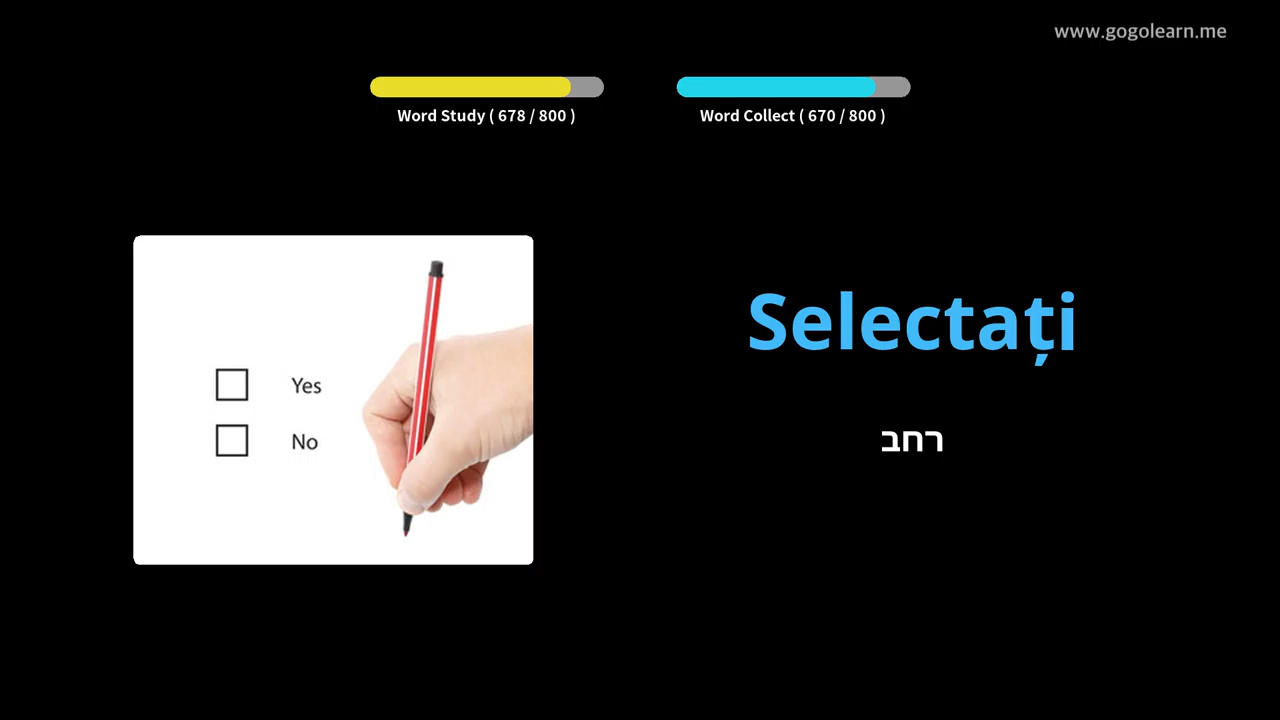 www.gogolearn.me
Word Study ( 678 / 800 )
Word Collect ( 670 / 800 )
Yes
No
Selectați
רחב